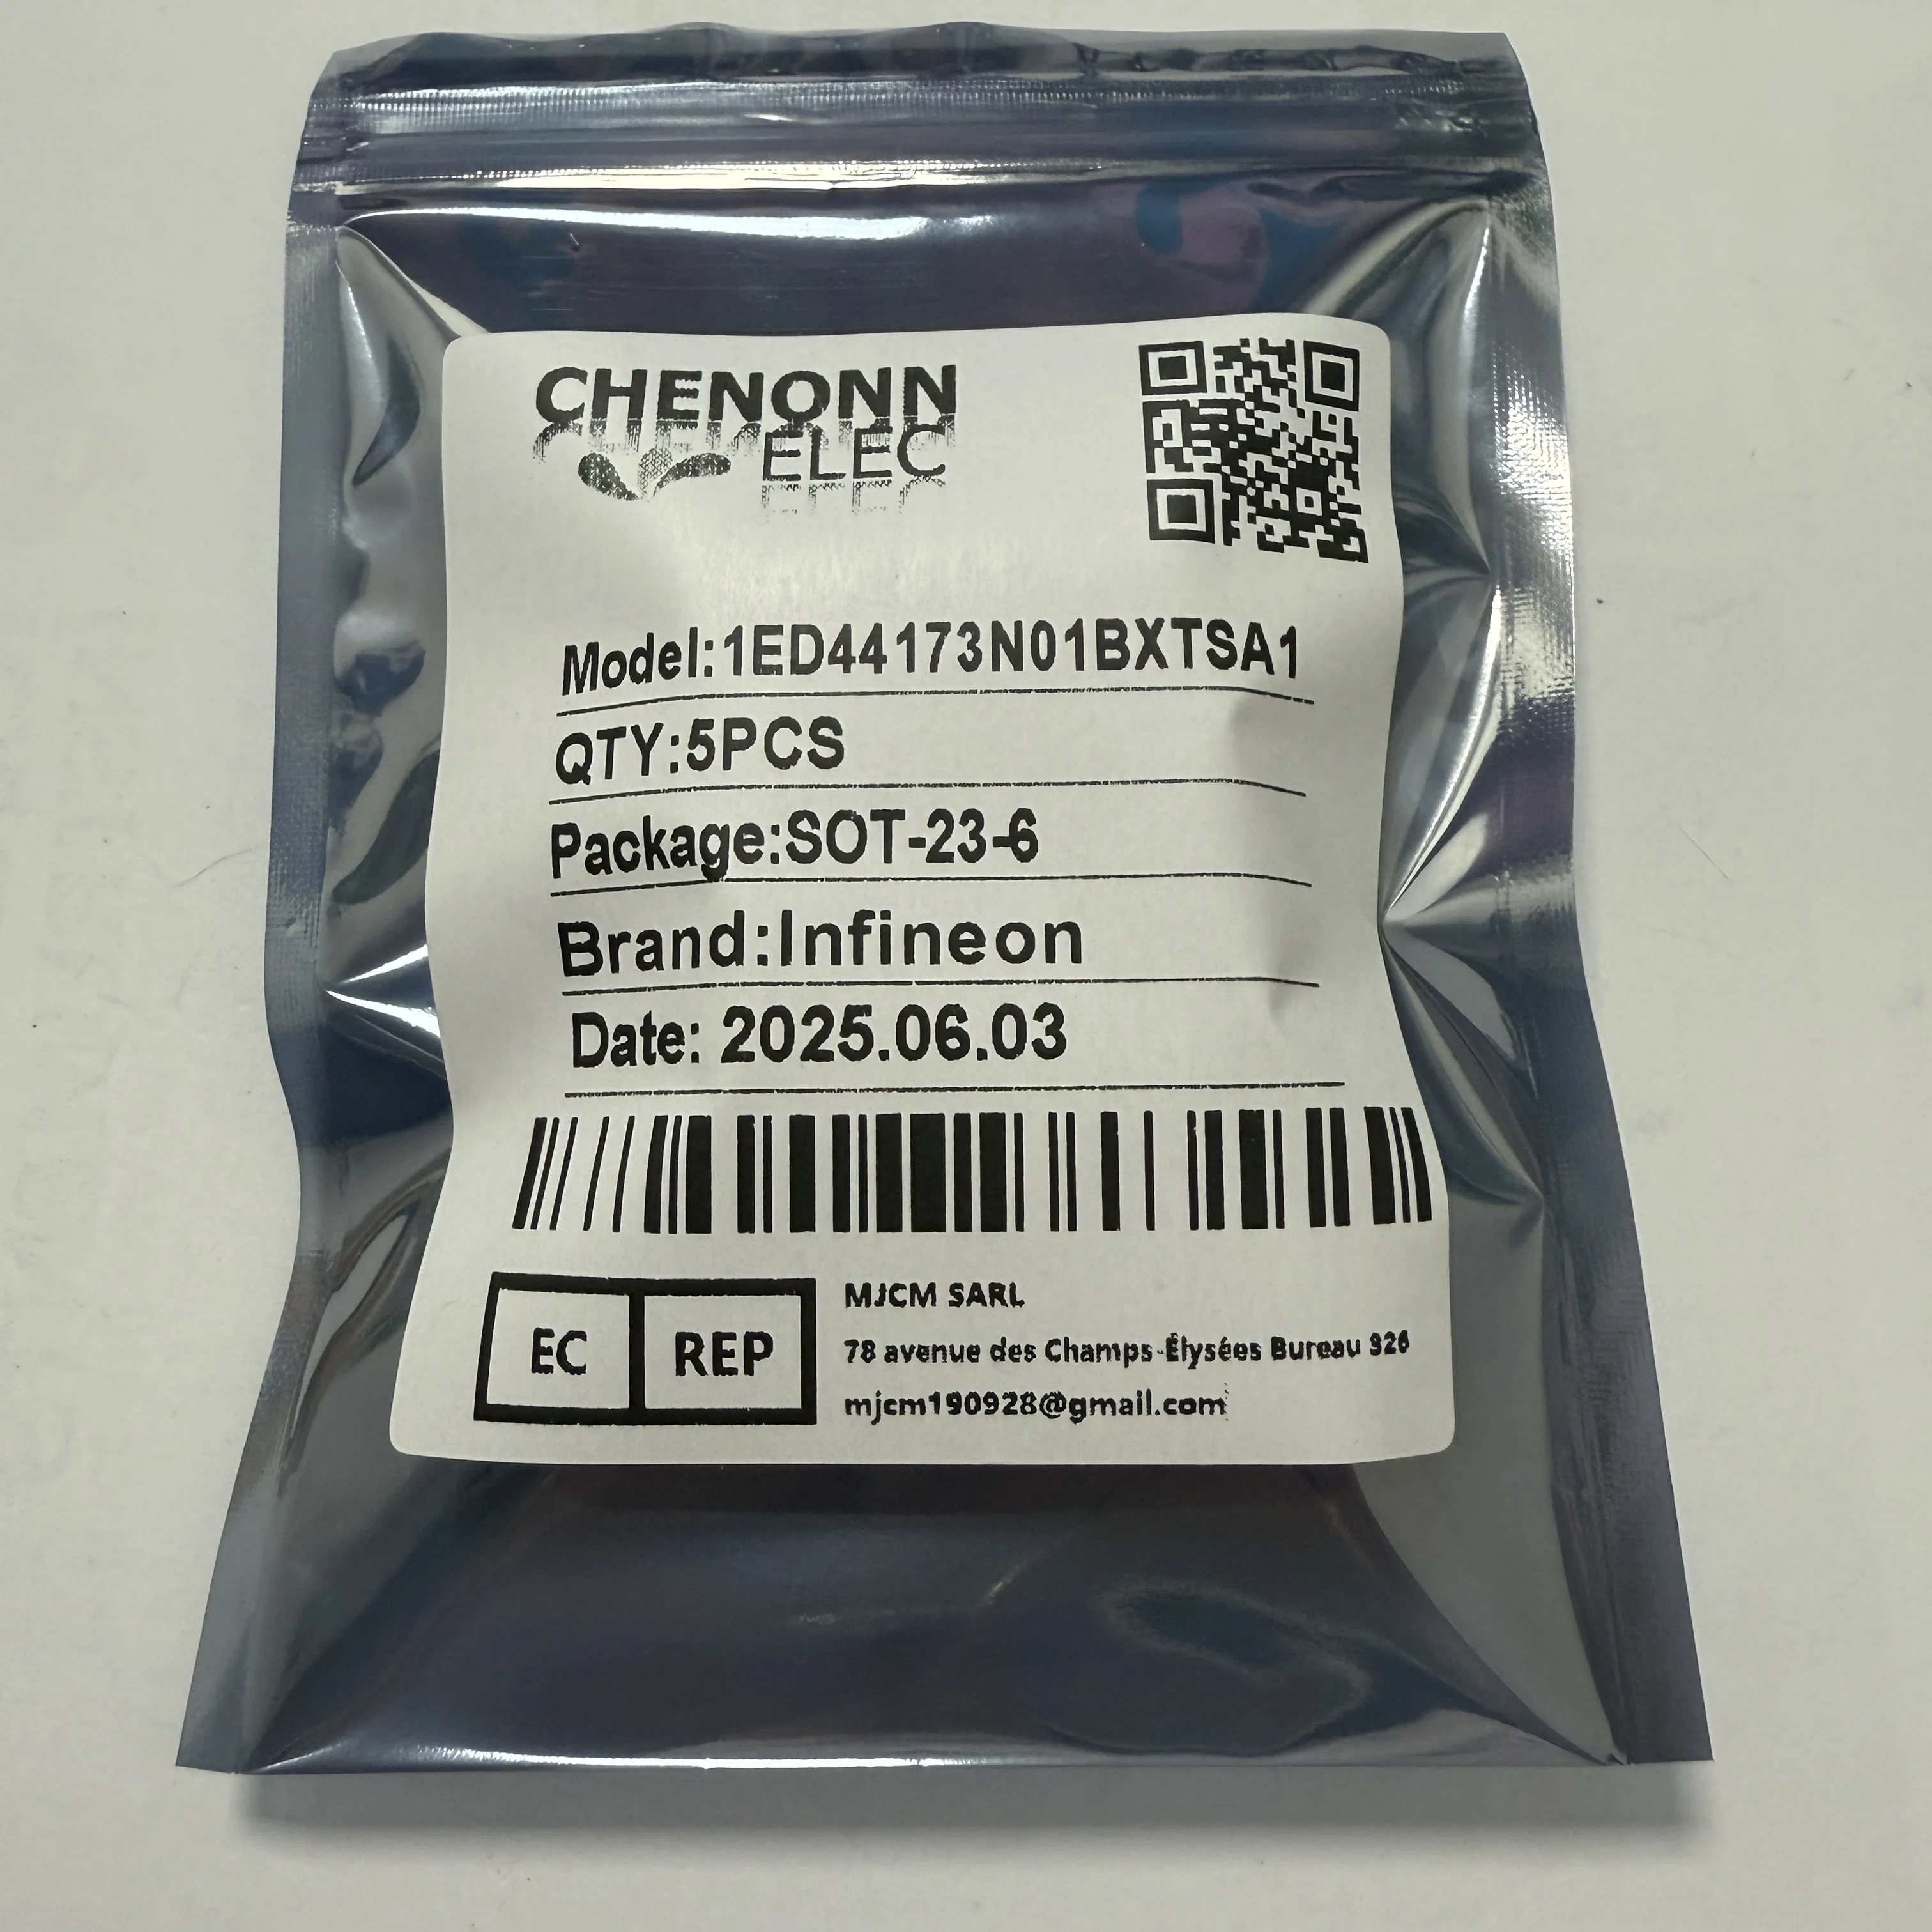 CHENONN
ELEC
Model:1ED44173N01BXTSA1
QTY:5PCS
Package:SOT-23-6
Brand:Infineon
Date: 2025.06.03
EC REP
MJCM SARL
78 avenue des Champs-Élysées Bureau 326
mjcm190928@gmail.com